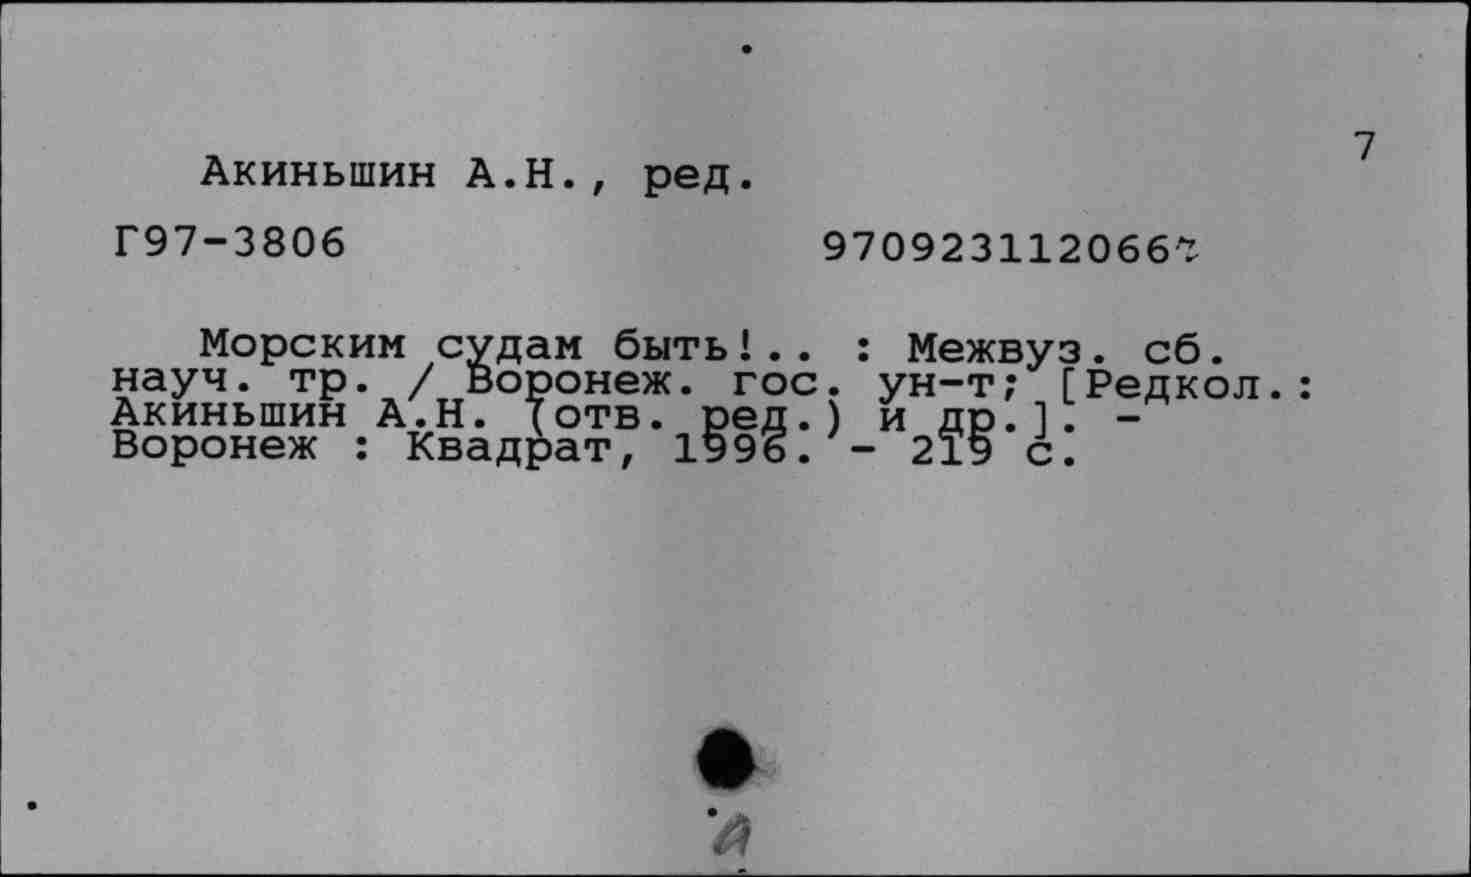 7
Акиньшин А.Н., ред.
Г97-3806 9709231120667
Морским судам быть!.. : Межвуз. сб.
науч. тр. / Воронеж. гос. ун-т; [Редкол.:
Акиньшин А.Н. (отв. ред.) и др.]. -
Воронеж : Квадрат, 1996. - 219 с.